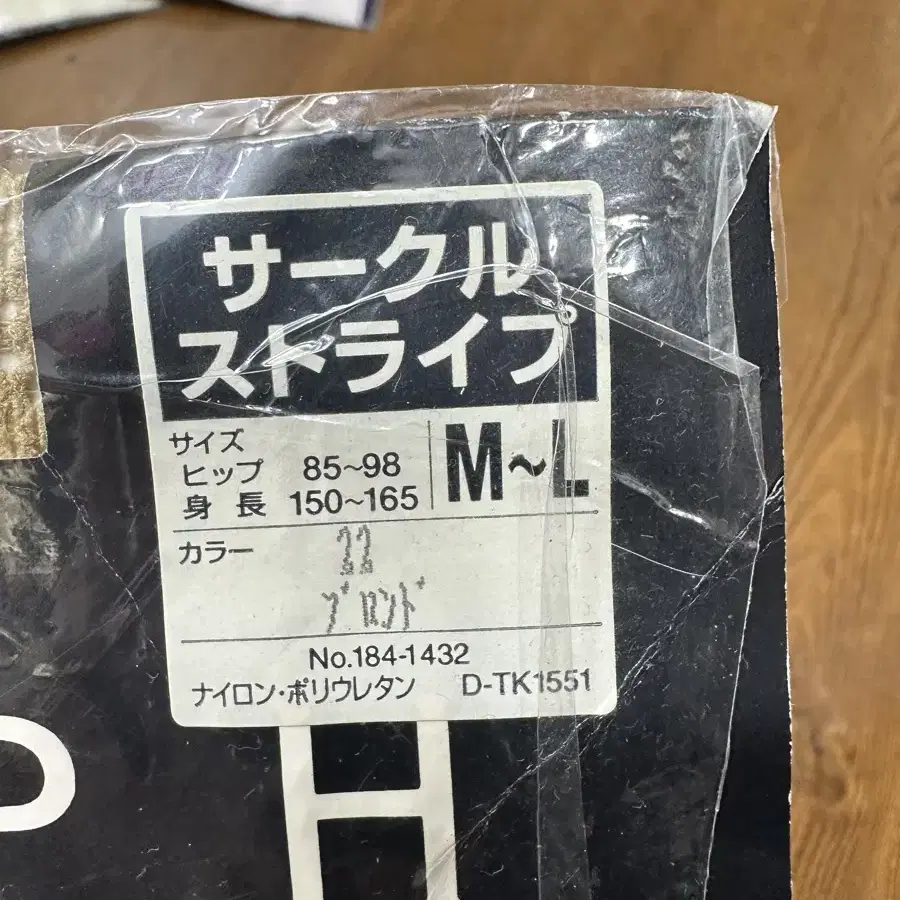 サークル
ストライプ
サイズ
ヒップ 85~98
身長 150~165
M~L
カラー 22
ブロンド
No.184-1432
ナイロン・ポリウレタン D-TK1551
H